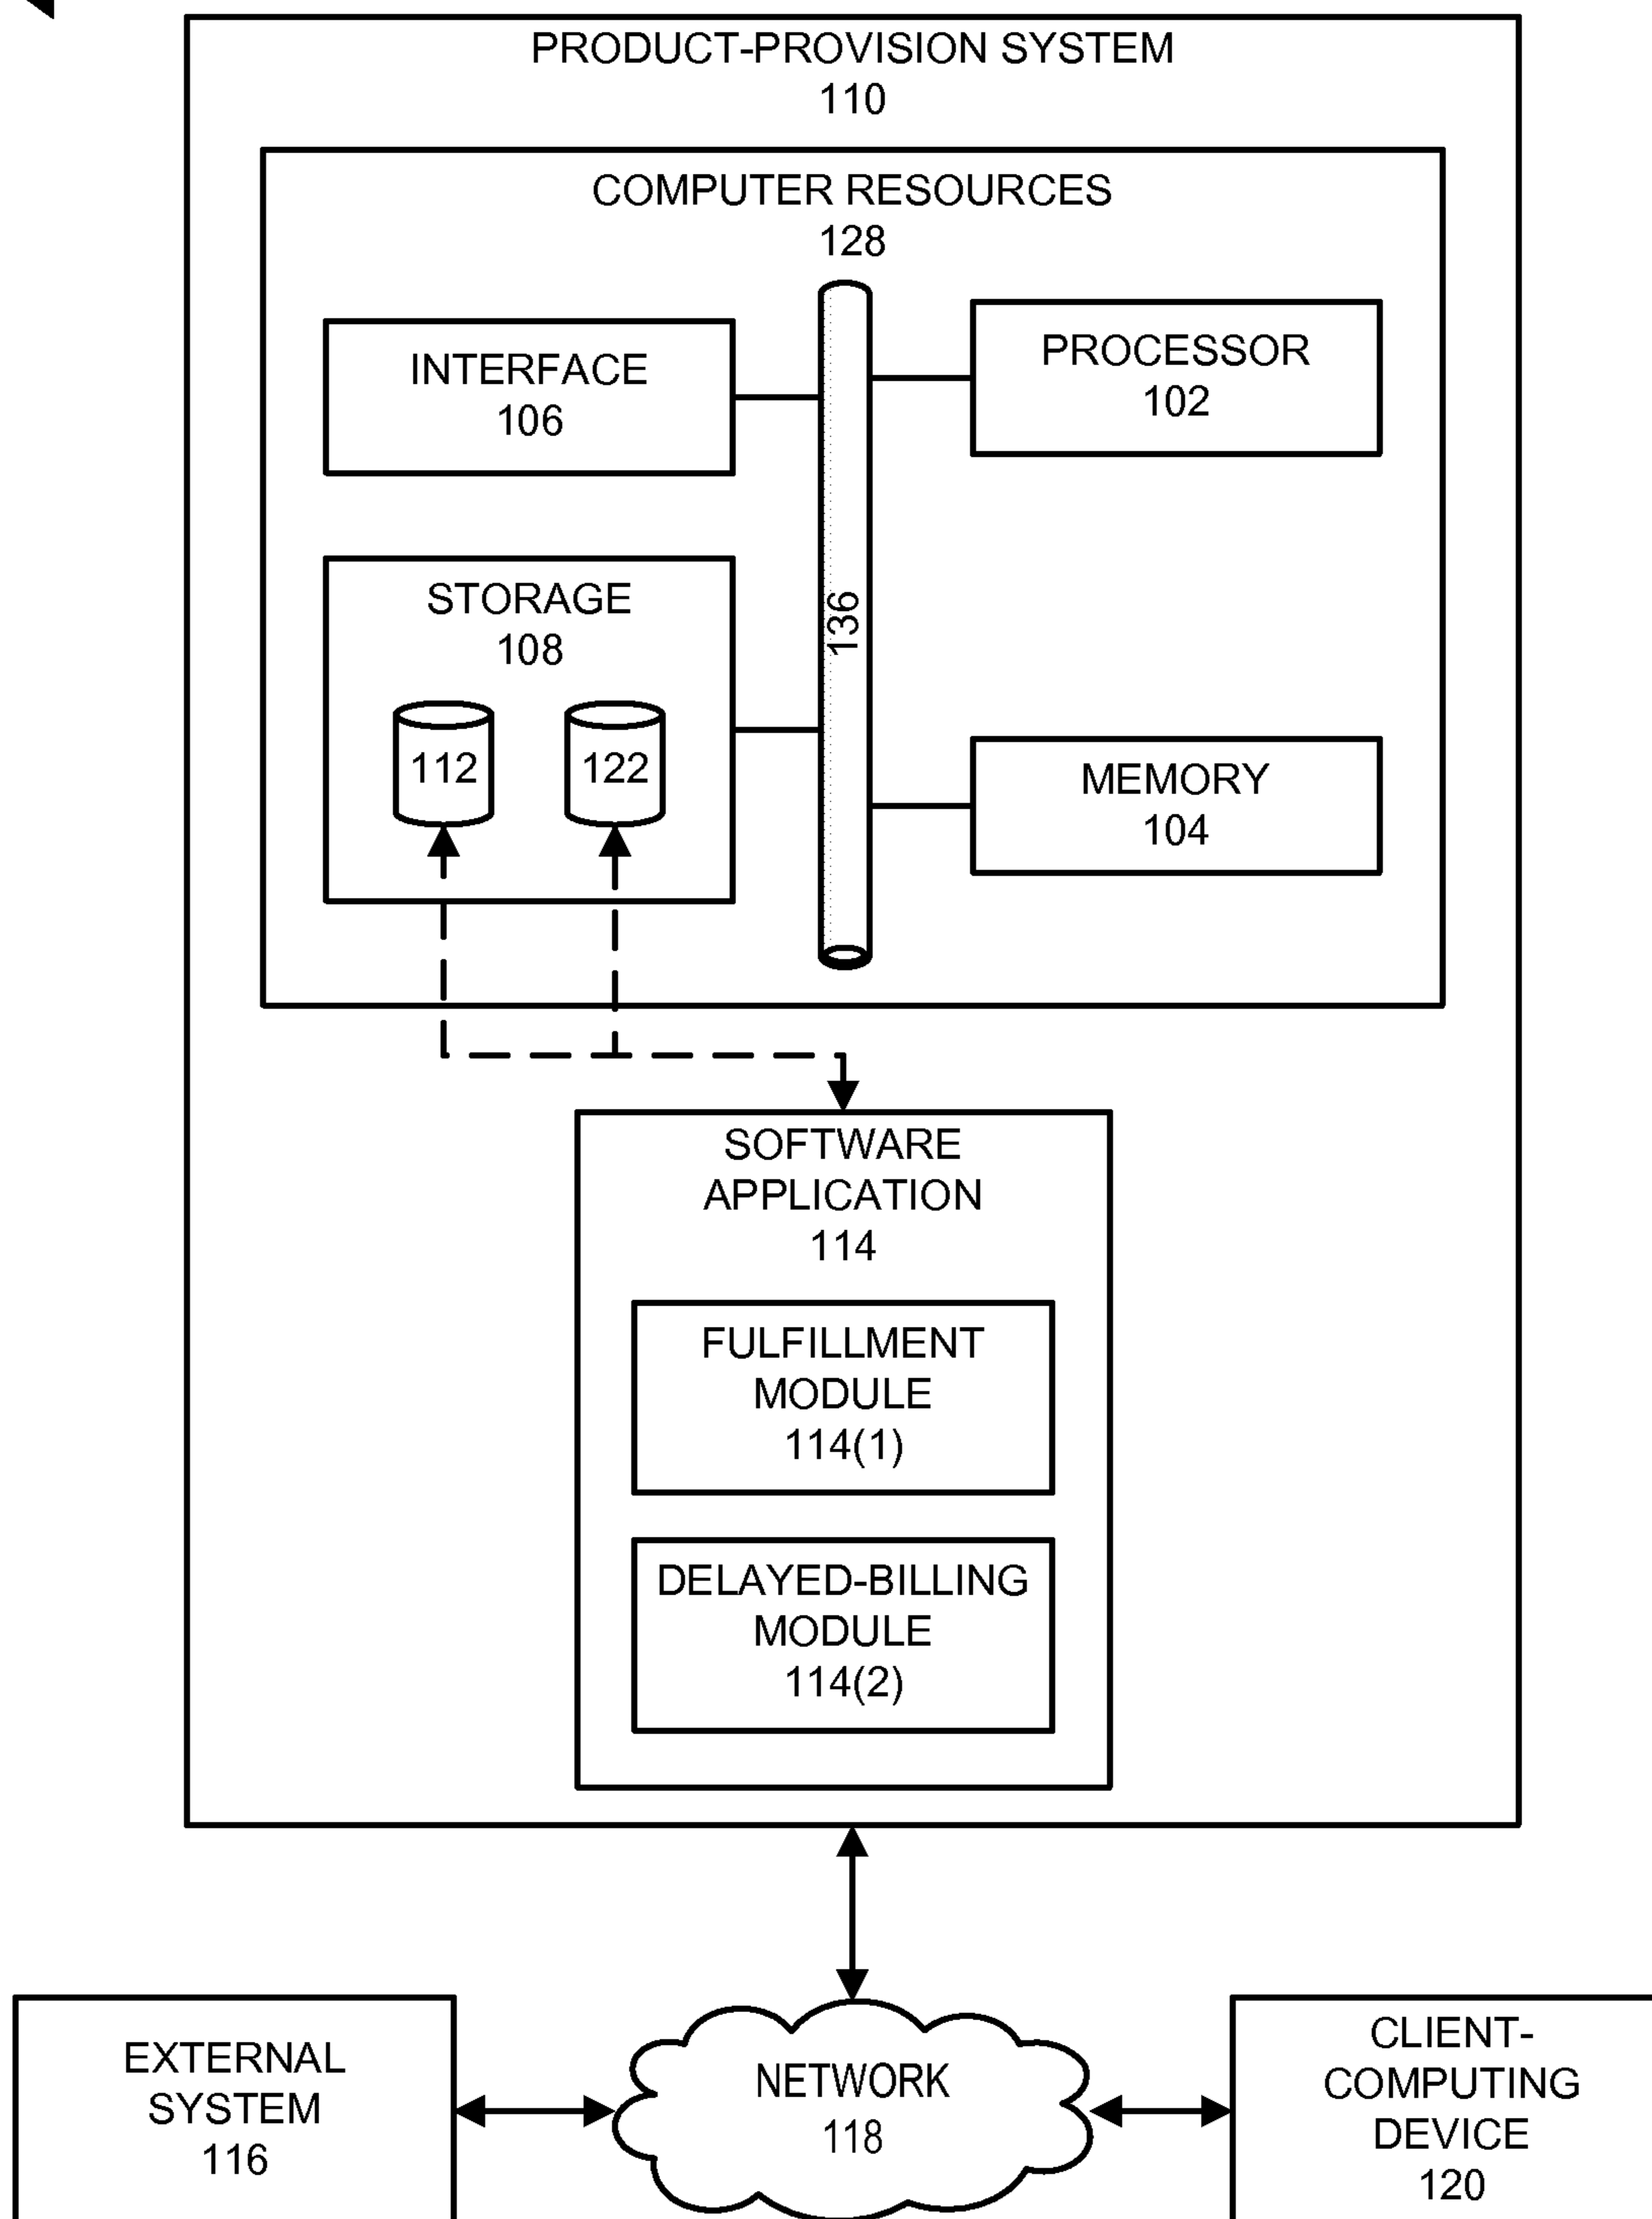 PRODUCT-PROVISION SYSTEM
110
COMPUTER RESOURCES
128
INTERFACE
106
PROCESSOR
102
STORAGE
108
112
122
136
MEMORY
104
SOFTWARE
APPLICATION
114
FULFILLMENT
MODULE
114(1)
DELAYED-BILLING
MODULE
114(2)
EXTERNAL
SYSTEM
116
NETWORK
118
CLIENT-
COMPUTING
DEVICE
120